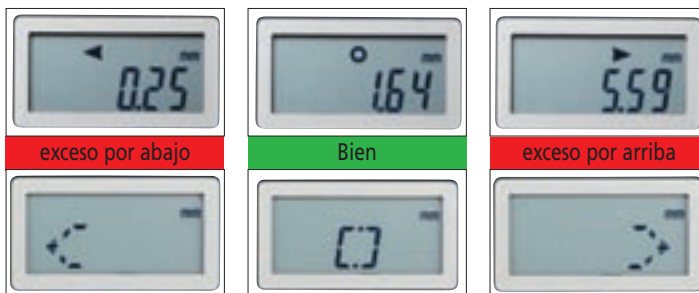 mm
0.25
mm
1.64
mm
5.59
exceso por abajo
Bien
exceso por arriba
mm
mm
mm